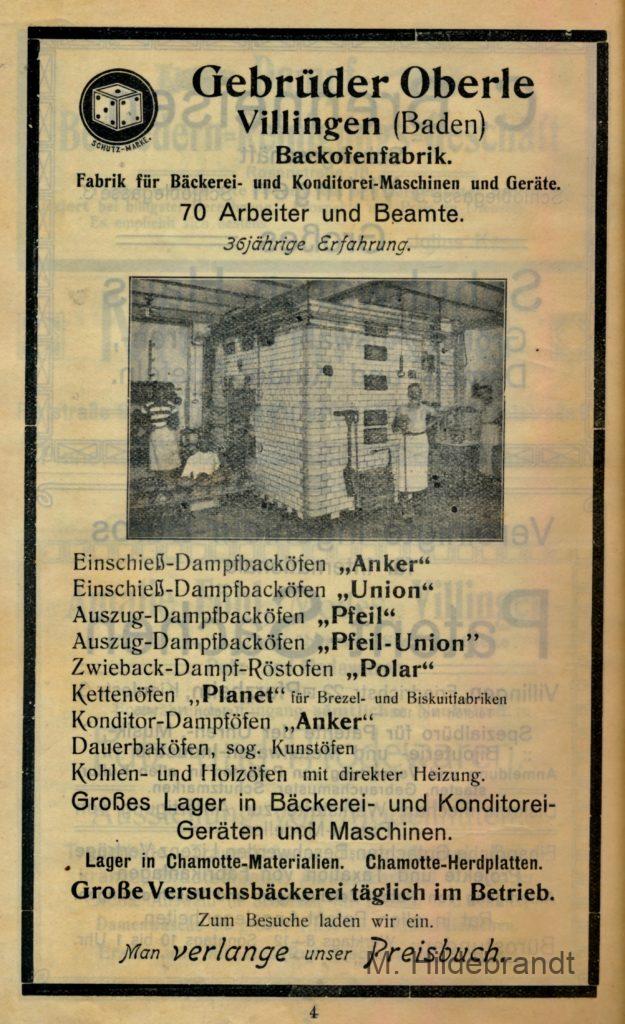 Gebrüder Oberle
Villingen (Baden)
SCHUTZ-MARKE.
Backofenfabrik.
Fabrik für Bäckerei- und Konditorei-Maschinen und Geräte.
70 Arbeiter und Beamte.
36jährige Erfahrung.
Einschieß-Dampfbacköfen „Anker“
Einschieß-Dampfbacköfen „Union“
Auszug-Dampfbacköfen „Pfeil“
Auszug-Dampfbacköfen „Pfeil-Union”
Zwieback-Dampf-Röstofen „Polar“
Kettenöfen „Planet“ für Brezel- und Biskuitfabriken
Konditor-Dampföfen „Anker“
Dauerbaköfen, sog. Kunstöfen
Kohlen- und Holzöfen mit direkter Heizung.
Großes Lager in Bäckerei- und Konditorei-
Geräten und Maschinen.
Lager in Chamotte-Materialien. Chamotte-Herdplatten.
Große Versuchsbäckerei täglich im Betrieb.
Zum Besuche laden wir ein.
Man verlange unser Preisbuch.
M. Hildebrandt
4